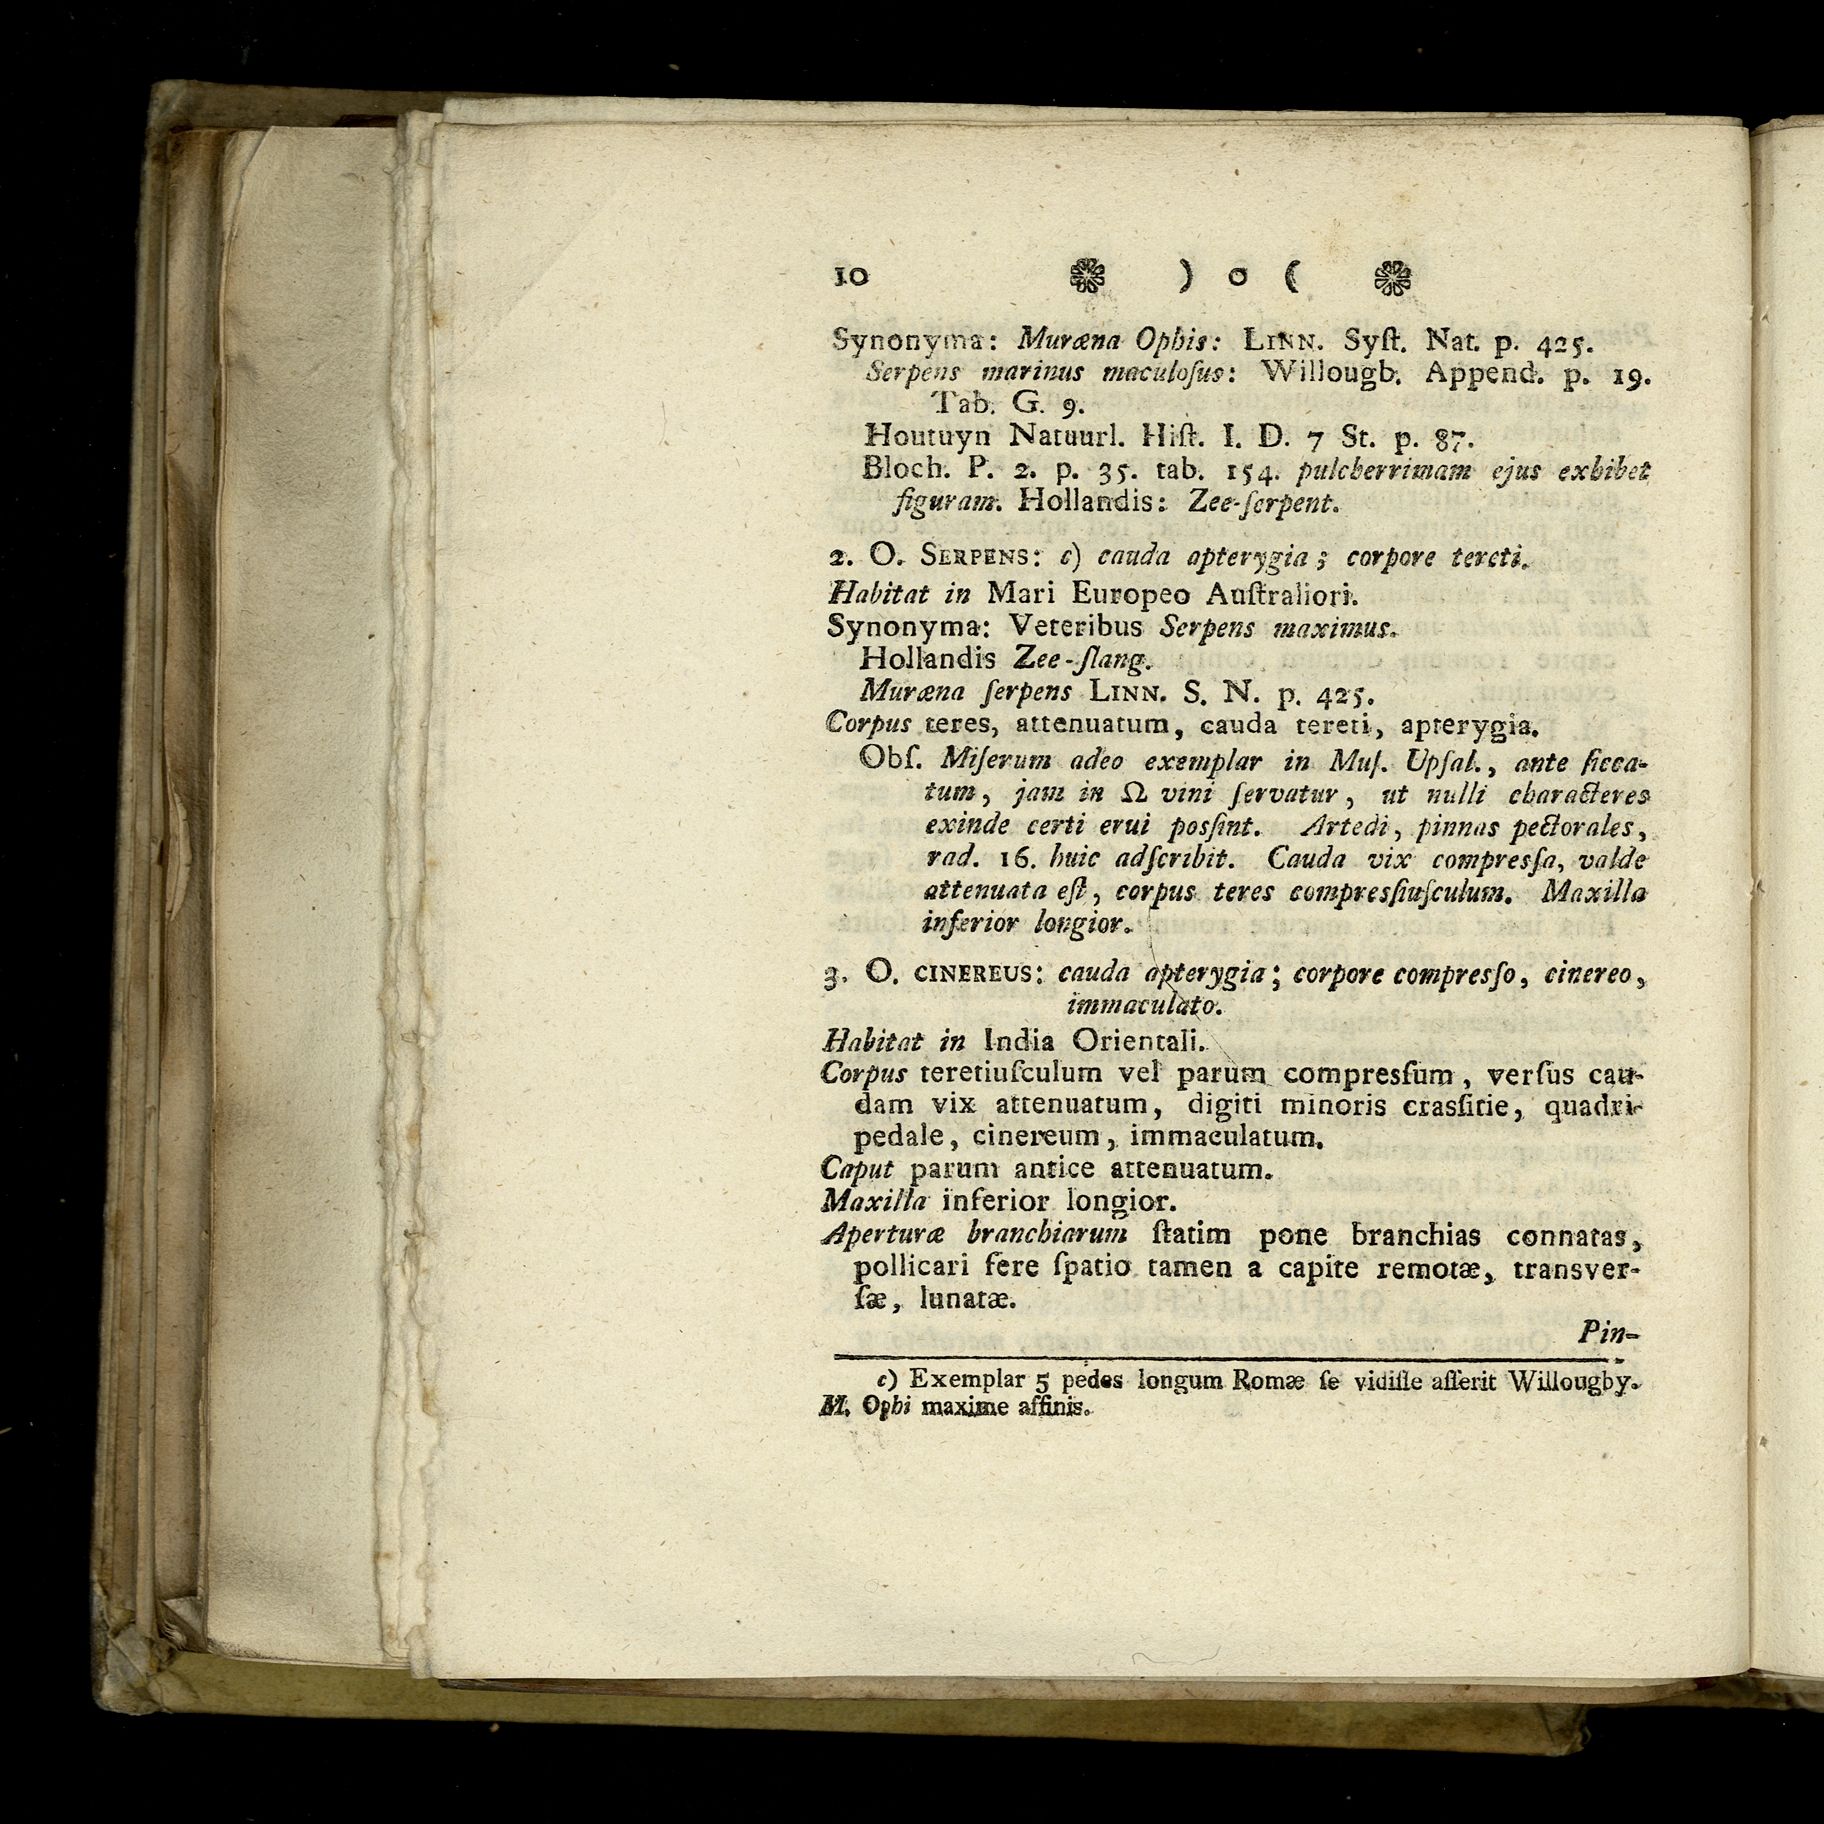 10 ❁ ) o ( ❁
Synonyma: Muræna Ophis: LINN. Syſt. Nat. p. 425.
Serpens marinus maculoſus: Willougb. Append. p. 19.
Tab. G. 9.
Houtuyn Natuurl. Hiſt. I. D. 7 St. p. 87.
Bloch. P. 2. p. 35. tab. 154. pulcherrimam ejus exhibet
figuram. Hollandis: Zee-ſerpent.
2. O. SERPENS: c) cauda apterygia; corpore tereti.
Habitat in Mari Europeo Auſtraliori.
Synonyma: Veteribus Serpens maximus.
Hollandis Zee-ſlang.
Muræna ſerpens LINN. S. N. p. 425.
Corpus teres, attenuatum, cauda tereti, apterygia.
Obſ. Miſerum adeo exemplar in Muſ. Upſal., ante ſicca-
tum, jam in Ω vini ſervatur, ut nulli characteres
exinde certi erui posſint. Artedi, pinnas pectorales,
rad. 16. huic adſcribit. Cauda vix compresſa, valde
attenuata eſt, corpus teres compresſiuſculum. Maxilla
inferior longior.
3. O. CINEREUS: cauda apterygia; corpore compresſo, cinereo,
immaculato.
Habitat in India Orientali.
Corpus teretiuſculum vel parum compresſum, verſus cau-
dam vix attenuatum, digiti minoris crasſitie, quadri-
pedale, cinereum, immaculatum.
Caput parum antice attenuatum.
Maxilla inferior longior.
Aperturæ branchiarum ſtatim pone branchias connatas,
pollicari fere ſpatio tamen a capite remotæ, transver-
ſæ, lunatæ.
Pin-
c) Exemplar 5 pedes longum Romæ ſe vidiſſe aſſerit Willougby.
M. Ophi maxime affinis.